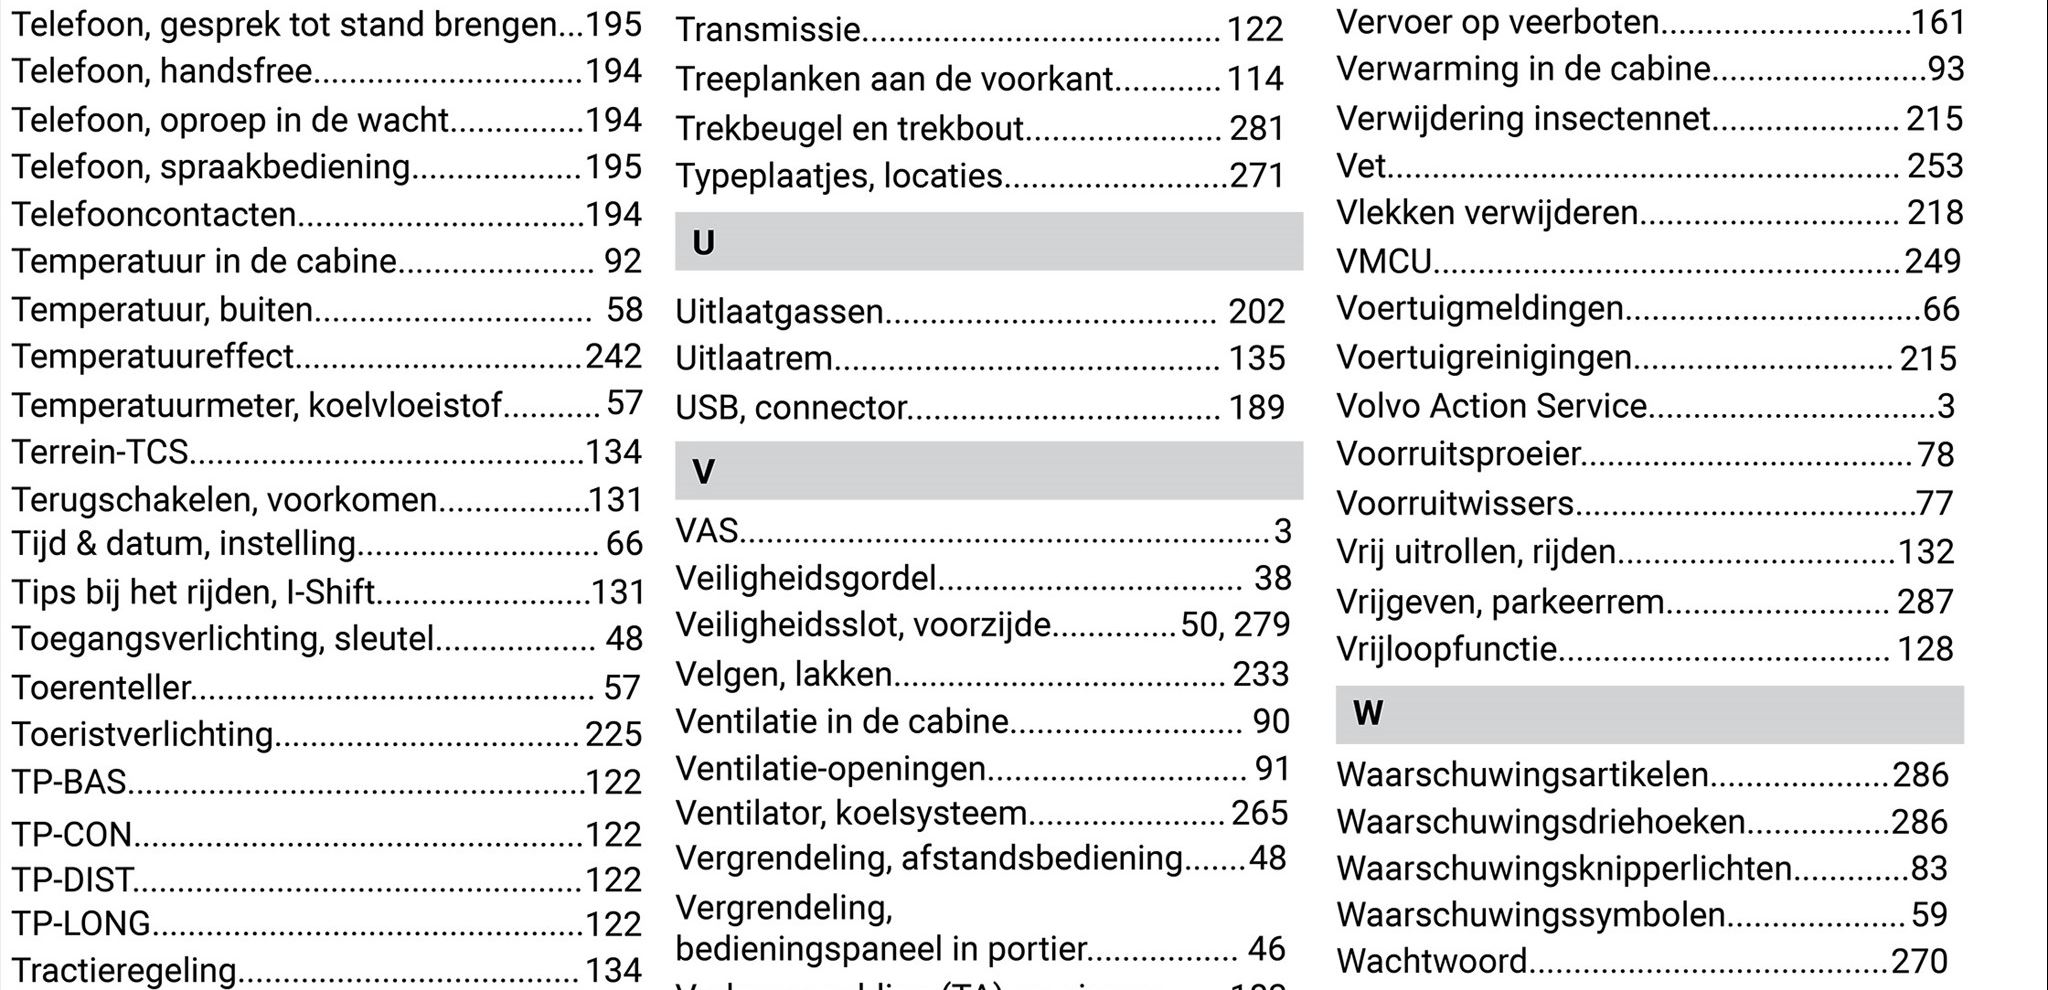 Telefoon, gesprek tot stand brengen...195
Telefoon, handsfree............................194
Telefoon, oproep in de wacht..............194
Telefoon, spraakbediening..................195
Telefooncontacten..............................194
Temperatuur in de cabine..................... 92
Temperatuur, buiten............................. 58
Temperatuureffect..............................242
Temperatuurmeter, koelvloeistof.......... 57
Terrein-TCS.........................................134
Terugschakelen, voorkomen................131
Tijd & datum, instelling......................... 66
Tips bij het rijden, I-Shift......................131
Toegangsverlichting, sleutel................. 48
Toerenteller.......................................... 57
Toeristverlichting................................ 225
TP-BAS................................................122
TP-CON...............................................122
TP-DIST...............................................122
TP-LONG.............................................122
Tractieregeling.................................... 134
Transmissie...................................... 122
Treeplanken aan de voorkant........... 114
Trekbeugel en trekbout.................... 281
Typeplaatjes, locaties.......................271
U
Uitlaatgassen................................... 202
Uitlaatrem........................................ 135
USB, connector................................. 189
V
VAS.......................................................3
Veiligheidsgordel................................ 38
Veiligheidsslot, voorzijde.............50, 279
Velgen, lakken................................... 233
Ventilatie in de cabine........................ 90
Ventilatie-openingen........................... 91
Ventilator, koelsysteem..................... 265
Vergrendeling, afstandsbediening.......48
Vergrendeling,
bedieningspaneel in portier................ 46
Vervoer op veerboten..........................161
Verwarming in de cabine.......................93
Verwijdering insectennet.................... 215
Vet...................................................... 253
Vlekken verwijderen........................... 218
VMCU.................................................249
Voertuigmeldingen...............................66
Voertuigreinigingen........................... 215
Volvo Action Service..............................3
Voorruitsproeier...................................78
Voorruitwissers....................................77
Vrij uitrollen, rijden.............................132
Vrijgeven, parkeerrem....................... 287
Vrijloopfunctie................................... 128
W
Waarschuwingsartikelen...................286
Waarschuwingsdriehoeken...............286
Waarschuwingsknipperlichten............83
Waarschuwingssymbolen................... 59
Wachtwoord......................................270